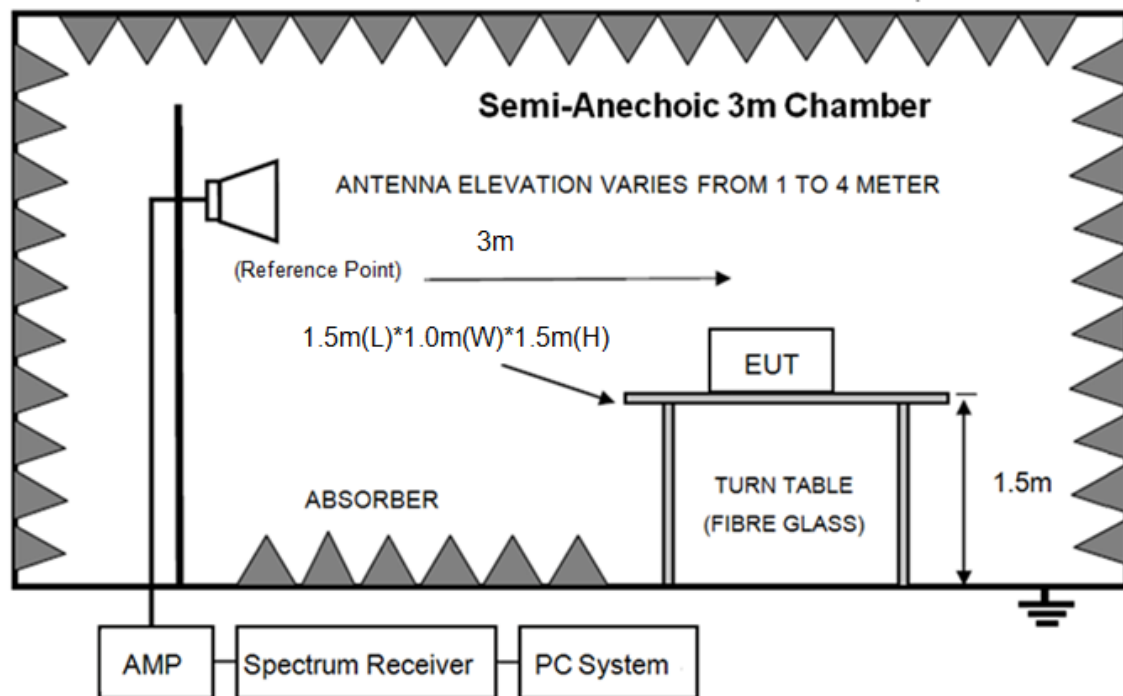 Semi-Anechoic 3m Chamber
ANTENNA ELEVATION VARIES FROM 1 TO 4 METER
3m
(Reference Point)
1.5m(L)*1.0m(W)*1.5m(H)
EUT
ABSORBER
TURN TABLE
(FIBRE GLASS)
1.5m
AMP
Spectrum Receiver
PC System